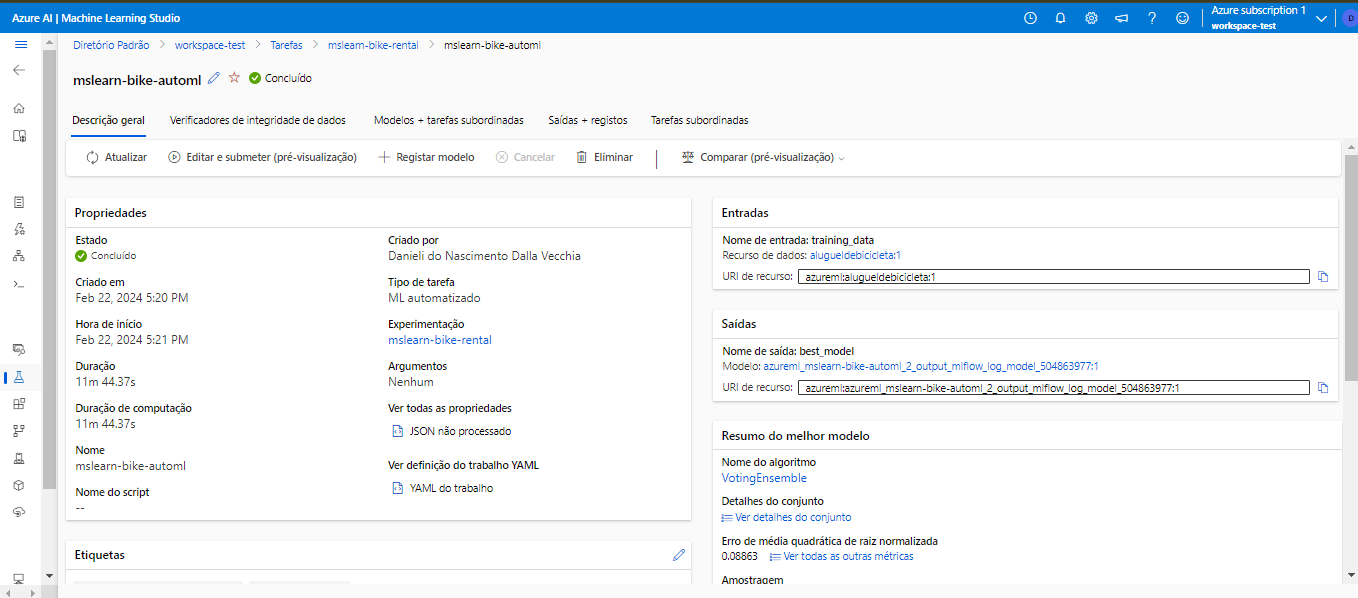 Azure AI | Machine Learning Studio
Azure subscription 1
workspace-test
D
Diretório Padrão > workspace-test > Tarefas > mslearn-bike-rental > mslearn-bike-automl
mslearn-bike-automl Concluído
Descrição geral Verificadores de integridade de dados Modelos + tarefas subordinadas Saídas + registos Tarefas subordinadas
Atualizar Editar e submeter (pré-visualização) Registar modelo Cancelar Eliminar Comparar (pré-visualização)
Propriedades
Estado
Concluído
Criado em
Feb 22, 2024 5:20 PM
Hora de início
Feb 22, 2024 5:21 PM
Duração
11m 44.37s
Duração de computação
11m 44.37s
Nome
mslearn-bike-automl
Nome do script
--
Criado por
Danieli do Nascimento Dalla Vecchia
Tipo de tarefa
ML automatizado
Experimentação
mslearn-bike-rental
Argumentos
Nenhum
Ver todas as propriedades
JSON não processado
Ver definição do trabalho YAML
YAML do trabalho
Etiquetas
Entradas
Nome de entrada: training_data
Recurso de dados: alugueldebicicleta:1
URI de recurso: azureml:alugueldebicicleta:1
Saídas
Nome de saída: best_model
Modelo: azureml_mslearn-bike-automl_2_output_mlflow_log_model_504863977:1
URI de recurso: azureml:azureml_mslearn-bike-automl_2_output_mlflow_log_model_504863977:1
Resumo do melhor modelo
Nome do algoritmo
VotingEnsemble
Detalhes do conjunto
Ver detalhes do conjunto
Erro de média quadrática de raiz normalizada
0.08863 Ver todas as outras métricas
Amostragem